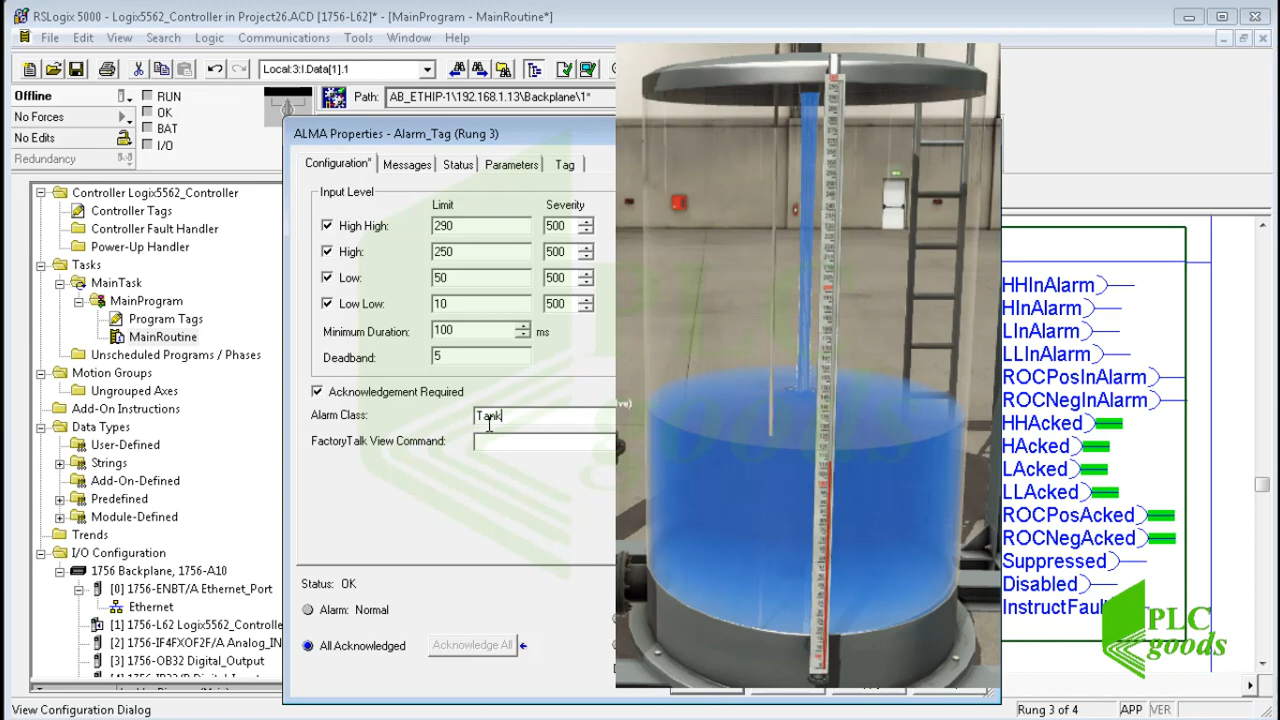 RSLogix 5000 - Logix5562_Controller in Project26.ACD [1756-L62]* - [MainProgram - MainRoutine*]
File Edit View Search Logic Communications Tools Window Help
Local:3:I.Data[1].1
Offline RUN
No Forces OK
No Edits BAT
Redundancy I/O
Path: AB_ETHIP-1\192.168.1.13\Backplane\1*
Controller Logix5562_Controller
Controller Tags
Controller Fault Handler
Power-Up Handler
Tasks
MainTask
MainProgram
Program Tags
MainRoutine
Unscheduled Programs / Phases
Motion Groups
Ungrouped Axes
Add-On Instructions
Data Types
User-Defined
Strings
Add-On-Defined
Predefined
Module-Defined
Trends
I/O Configuration
1756 Backplane, 1756-A10
[0] 1756-ENBT/A Ethernet_Port
Ethernet
[1] 1756-L62 Logix5562_Controlle
[2] 1756-IF4FXOF2F/A Analog_IN
[3] 1756-OB32 Digital_Output
ALMA Properties - Alarm_Tag (Rung 3)
Configuration* Messages Status Parameters Tag
Input Level
Limit Severity
High High: 290 500
High: 250 500
Low: 50 500
Low Low: 10 500
Minimum Duration: 100 ms
Deadband: 5
Acknowledgement Required
Alarm Class: Tank
FactoryTalk View Command:
Status: OK
Alarm: Normal
All Acknowledged Acknowledge All
HHInAlarm
HInAlarm
LInAlarm
LLInAlarm
ROCPosInAlarm
ROCNegInAlarm
HHAcked
HAcked
LAcked
LLAcked
ROCPosAcked
ROCNegAcked
Suppressed
Disabled
InstructFaul
PLC
goods
View Configuration Dialog
Rung 3 of 4 APP VER